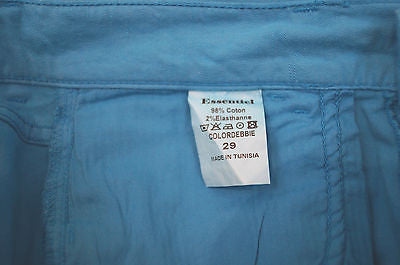 Essentiel
98% Coton
2%Elasthanne
COLORDEBBIE
29
MADE IN TUNISIA